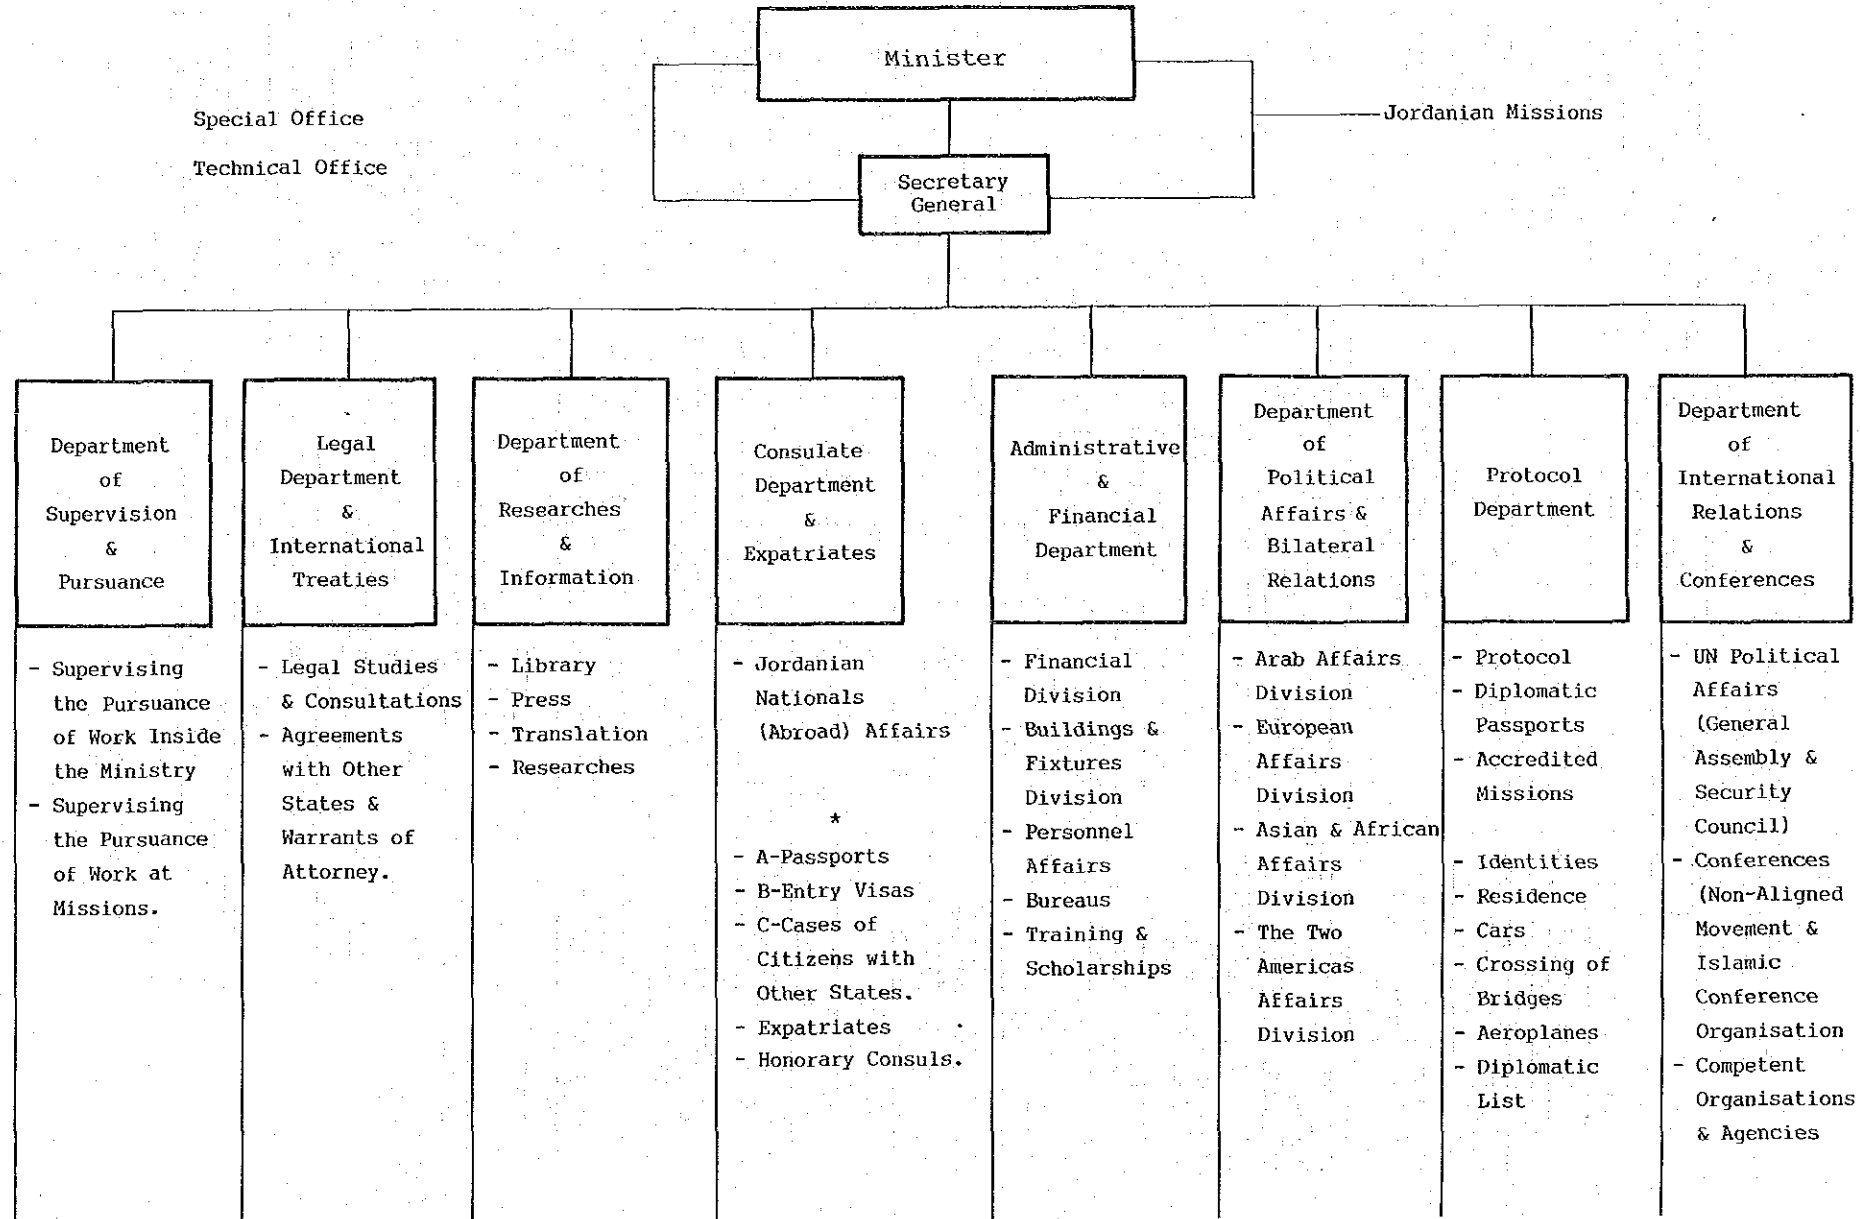 Minister
Special Office
Technical Office
Jordanian Missions
Secretary
General
Department
of
Supervision
&
Pursuance
- Supervising
the Pursuance
of Work Inside
the Ministry
- Supervising
the Pursuance
of Work at
Missions.
Legal
Department
&
International
Treaties
- Legal Studies
& Consultations
- Agreements
with Other
States &
Warrants of
Attorney.
Department
of
Researches
&
Information
- Library
- Press
- Translation
- Researches
Consulate
Department
&
Expatriates
- Jordanian
Nationals
(Abroad) Affairs
*
- A-Passports
- B-Entry Visas
- C-Cases of
Citizens with
Other States.
- Expatriates
- Honorary Consuls.
Administrative
&
Financial
Department
- Financial
Division
- Buildings &
Fixtures
Division
- Personnel
Affairs
- Bureaus
- Training &
Scholarships
Department
of
Political
Affairs &
Bilateral
Relations
- Arab Affairs
Division
- European
Affairs
Division
- Asian & African
Affairs
Division
- The Two
Americas
Affairs
Division
Protocol
Department
- Protocol
- Diplomatic
Passports
- Accredited
Missions
- Identities
- Residence
- Cars
- Crossing of
Bridges
- Aeroplanes
- Diplomatic
List
Department
of
International
Relations
&
Conferences
- UN Political
Affairs
(General
Assembly &
Security
Council)
- Conferences
(Non-Aligned
Movement &
Islamic
Conference
Organisation
- Competent
Organisations
& Agencies